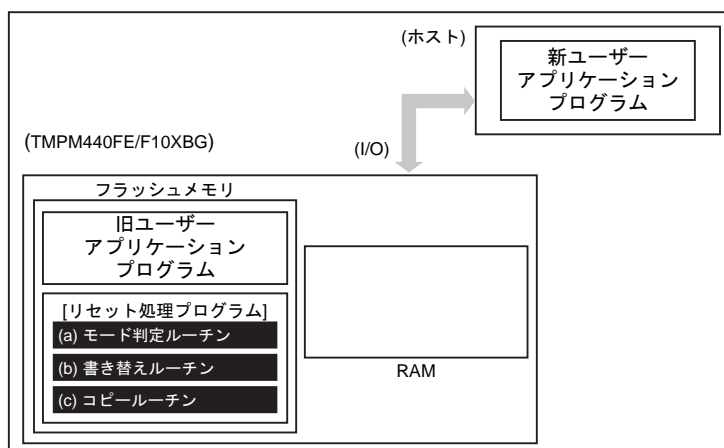 (ホスト)
新ユーザー
アプリケーション
プログラム
(TMPM440FE/F10XBG)
(I/O)
フラッシュメモリ
旧ユーザー
アプリケーション
プログラム
[リセット処理プログラム]
(a) モード判定ルーチン
(b) 書き替えルーチン
(c) コピールーチン
RAM